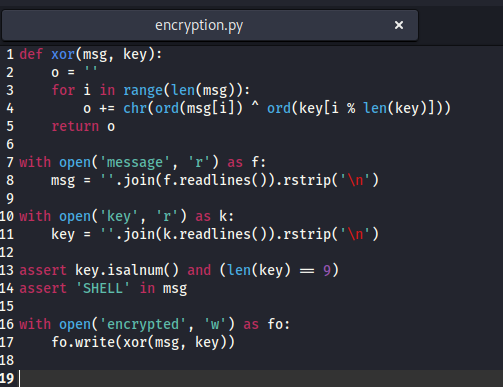 encryption.py ×
1 def xor(msg, key):
2     o = ''
3     for i in range(len(msg)):
4         o += chr(ord(msg[i]) ^ ord(key[i % len(key)]))
5     return o
6
7 with open('message', 'r') as f:
8     msg = ''.join(f.readlines()).rstrip('\n')
9
10 with open('key', 'r') as k:
11     key = ''.join(k.readlines()).rstrip('\n')
12
13 assert key.isalnum() and (len(key) == 9)
14 assert 'SHELL' in msg
15
16 with open('encrypted', 'w') as fo:
17     fo.write(xor(msg, key))
18
19